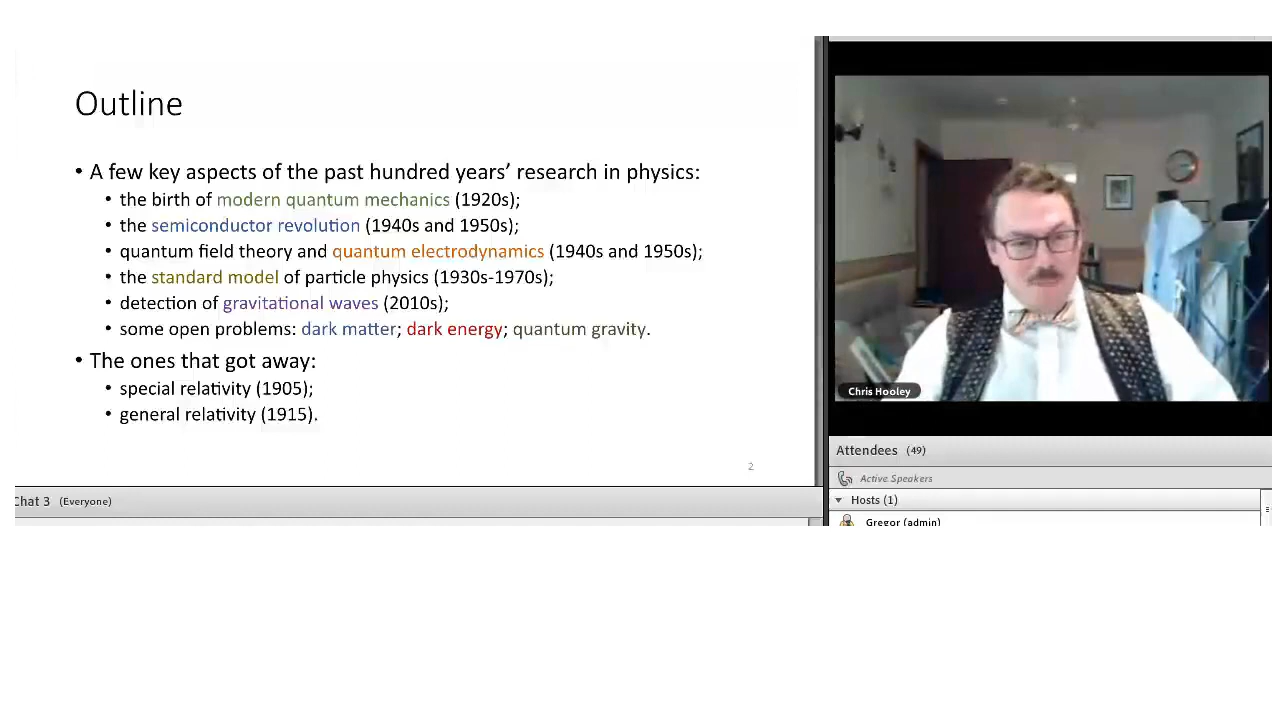 Outline
• A few key aspects of the past hundred years’ research in physics:
• the birth of modern quantum mechanics (1920s);
• the semiconductor revolution (1940s and 1950s);
• quantum field theory and quantum electrodynamics (1940s and 1950s);
• the standard model of particle physics (1930s-1970s);
• detection of gravitational waves (2010s);
• some open problems: dark matter; dark energy; quantum gravity.
• The ones that got away:
• special relativity (1905);
• general relativity (1915).
2
Chat 3 (Everyone)
Chris Hooley
Attendees (49)
Active Speakers
Hosts (1)
Gregor (admin)